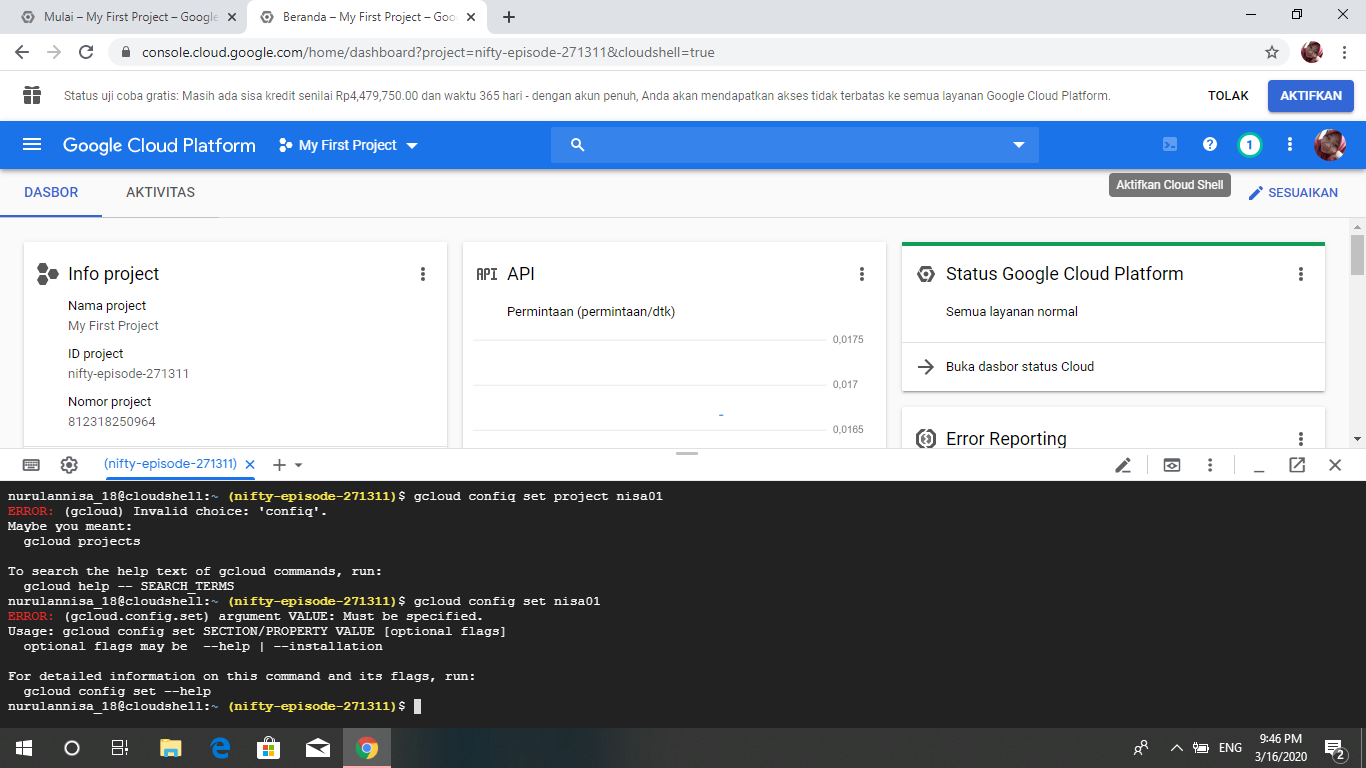 Mulai – My First Project – Google
Beranda – My First Project – Goo
console.cloud.google.com/home/dashboard?project=nifty-episode-271311&cloudshell=true
Status uji coba gratis: Masih ada sisa kredit senilai Rp4,479,750.00 dan waktu 365 hari - dengan akun penuh, Anda akan mendapatkan akses tidak terbatas ke semua layanan Google Cloud Platform.
TOLAK
AKTIFKAN
Google Cloud Platform
My First Project
1
DASBOR
AKTIVITAS
Aktifkan Cloud Shell
SESUAIKAN
Info project
Nama project
My First Project
ID project
nifty-episode-271311
Nomor project
812318250964
API API
Permintaan (permintaan/dtk)
0,0175
0,017
0,0165
Status Google Cloud Platform
Semua layanan normal
Buka dasbor status Cloud
Error Reporting
(nifty-episode-271311)
nurulannisa_18@cloudshell:~ (nifty-episode-271311)$ gcloud confiq set project nisa01
ERROR: (gcloud) Invalid choice: 'confiq'.
Maybe you meant:
gcloud projects
To search the help text of gcloud commands, run:
gcloud help -- SEARCH_TERMS
nurulannisa_18@cloudshell:~ (nifty-episode-271311)$ gcloud config set nisa01
ERROR: (gcloud.config.set) argument VALUE: Must be specified.
Usage: gcloud config set SECTION/PROPERTY VALUE [optional flags]
optional flags may be  --help | --installation
For detailed information on this command and its flags, run:
gcloud config set --help
nurulannisa_18@cloudshell:~ (nifty-episode-271311)$
ENG
9:46 PM
3/16/2020
2